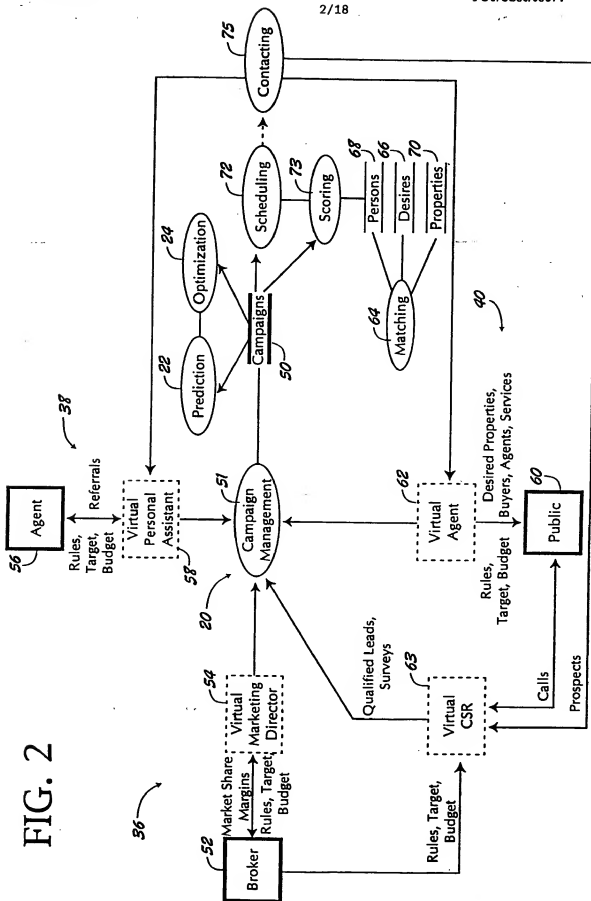 2/18
FIG. 2
36
38
40
20
Agent
56
Rules,
Target,
Budget
Referrals
Virtual
Personal
Assistant
58
Broker
52
Market Share
Margins
Rules, Target,
Budget
Virtual
Marketing
Director
54
Campaign
Management
51
Prediction
22
Optimization
24
Campaigns
50
Scheduling
72
Scoring
73
Contacting
75
Persons
68
Desires
66
Properties
70
Matching
64
Virtual
Agent
62
Rules,
Target, Budget
Desired Properties,
Buyers, Agents, Services
Public
60
Qualified Leads,
Surveys
Virtual
CSR
63
Rules, Target,
Budget
Calls
Prospects